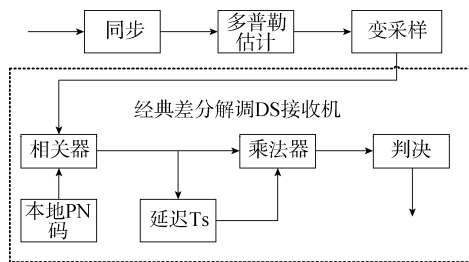 同步
多普勒
估计
变采样
经典差分解调DS接收机
相关器
乘法器
判决
本地PN
码
延迟Ts